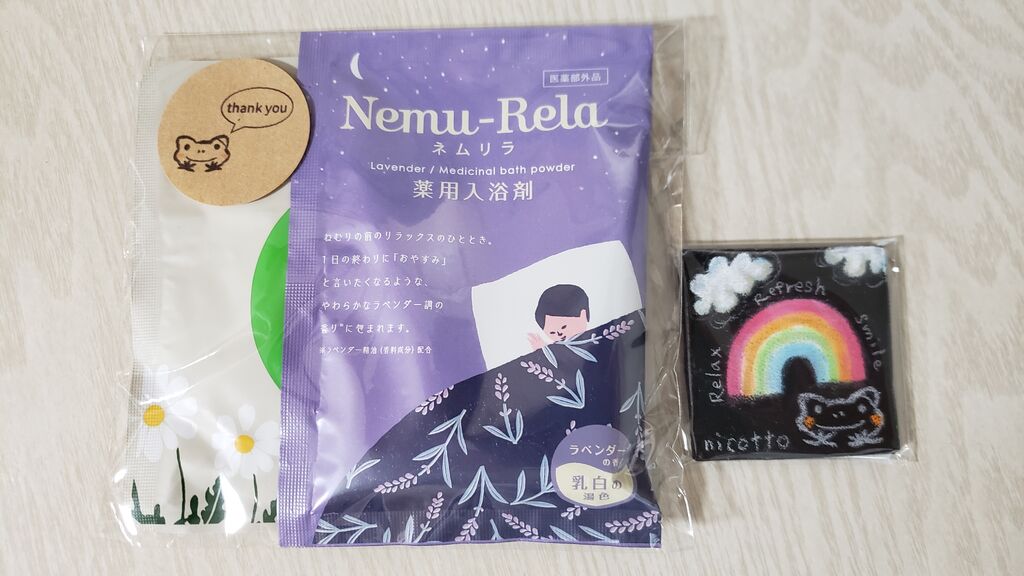 thank you
医薬部外品
Nemu-Rela
ネムリラ
Lavender / Medicinal bath powder
薬用入浴剤
ねむりの前のリラックスのひととき。
1日の終わりに「おやすみ」
と言いたくなるような、
やわらかなラベンダー調の
香り※に包まれます。
※ラベンダー精油(香料成分)配合
ラベンダー
の香り
乳白の
湯色
Relax
Refresh
Smile
nicotto